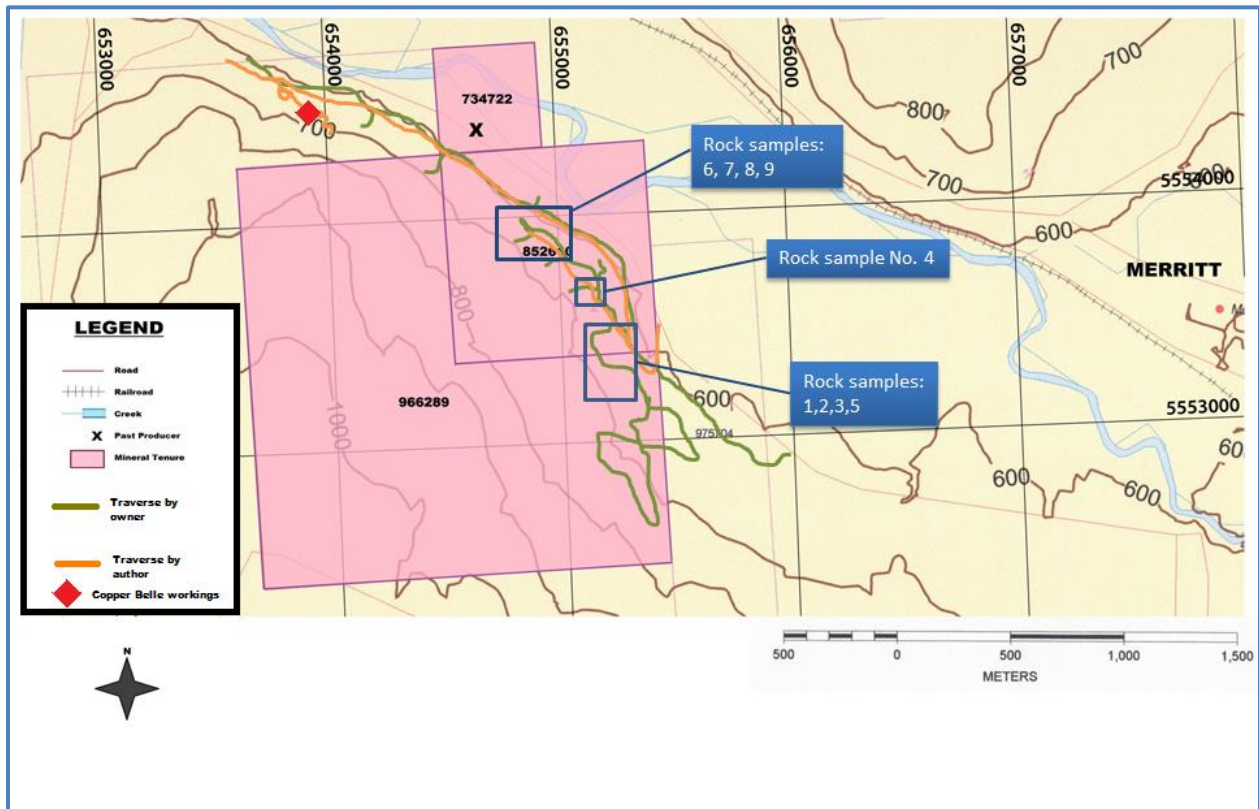 653000
654000
655000
656000
657000
700
800
700
734722
X
700
Rock samples:
6, 7, 8, 9
5554000
600
Rock sample No. 4
MERRITT
800
LEGEND
Road
Railroad
Creek
X Past Producer
Mineral Tenure
Traverse by
owner
Traverse by
author
Copper Belle workings
966289
1000
Rock samples:
1,2,3,5
600
5553000
600
600
N
500 0 500 1,000 1,500
METERS